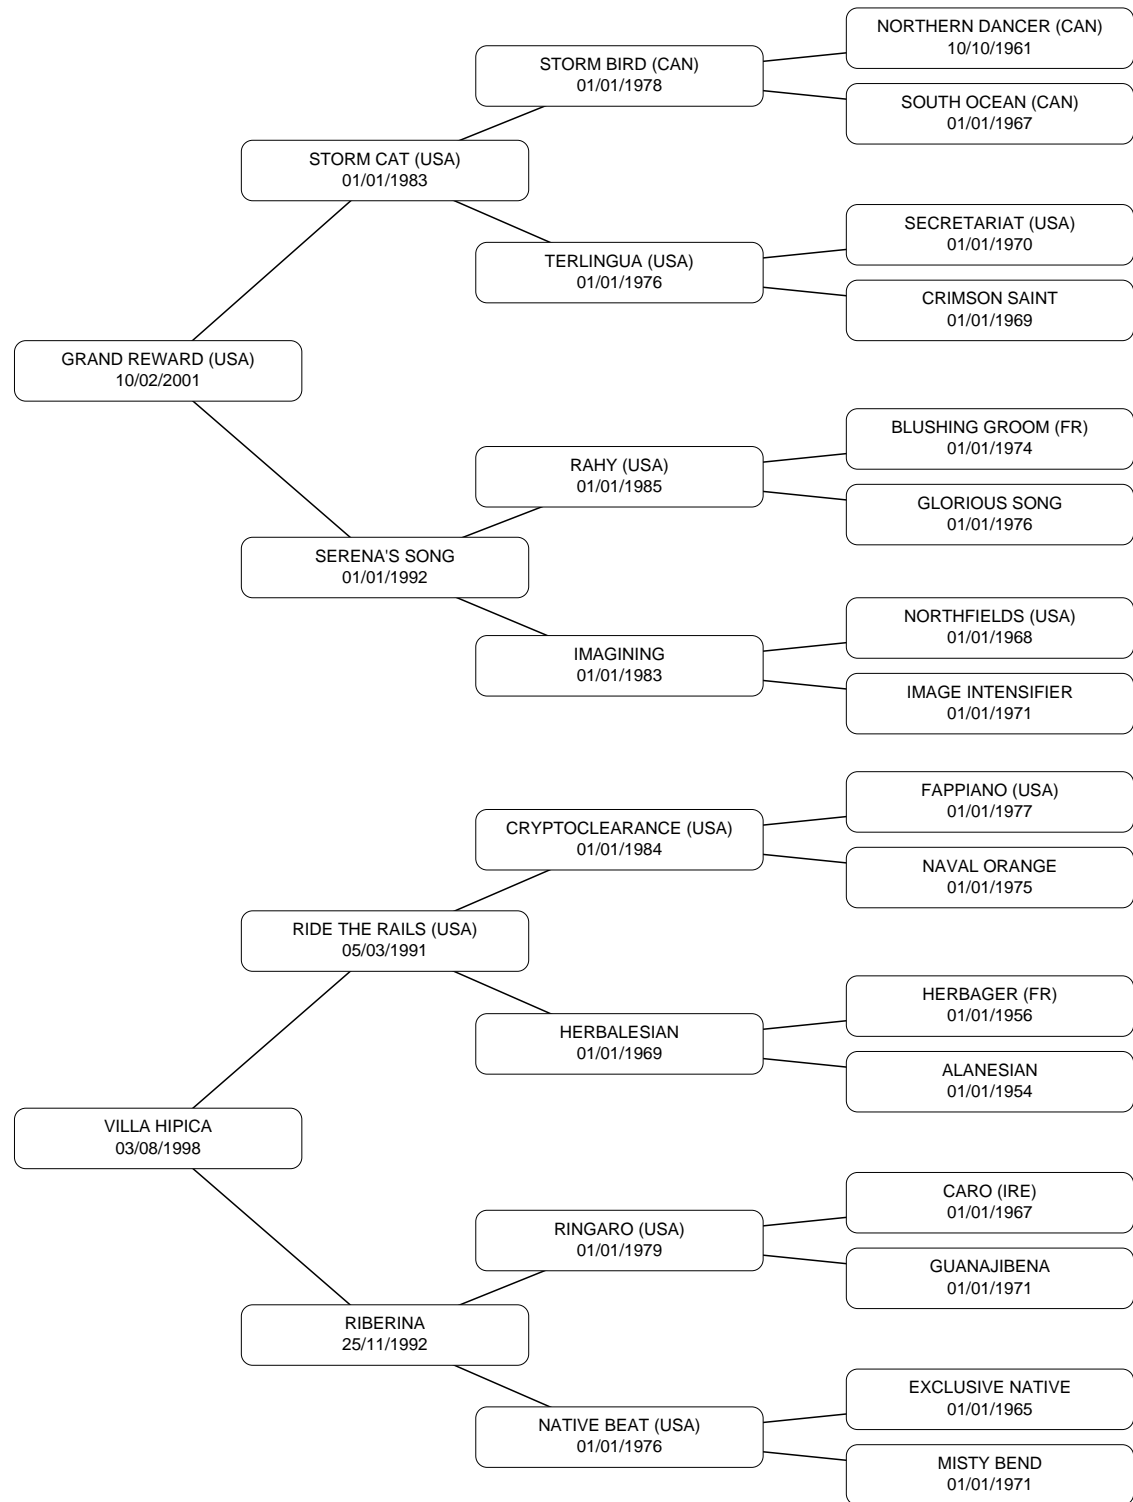 NORTHERN DANCER (CAN)
10/10/1961
STORM BIRD (CAN)
01/01/1978
SOUTH OCEAN (CAN)
01/01/1967
STORM CAT (USA)
01/01/1983
SECRETARIAT (USA)
01/01/1970
TERLINGUA (USA)
01/01/1976
CRIMSON SAINT
01/01/1969
GRAND REWARD (USA)
10/02/2001
BLUSHING GROOM (FR)
01/01/1974
RAHY (USA)
01/01/1985
GLORIOUS SONG
01/01/1976
SERENA'S SONG
01/01/1992
NORTHFIELDS (USA)
01/01/1968
IMAGINING
01/01/1983
IMAGE INTENSIFIER
01/01/1971
FAPPIANO (USA)
01/01/1977
CRYPTOCLEARANCE (USA)
01/01/1984
NAVAL ORANGE
01/01/1975
RIDE THE RAILS (USA)
05/03/1991
HERBAGER (FR)
01/01/1956
HERBALESIAN
01/01/1969
ALANESIAN
01/01/1954
VILLA HIPICA
03/08/1998
CARO (IRE)
01/01/1967
RINGARO (USA)
01/01/1979
GUANAJIBENA
01/01/1971
RIBERINA
25/11/1992
EXCLUSIVE NATIVE
01/01/1965
NATIVE BEAT (USA)
01/01/1976
MISTY BEND
01/01/1971